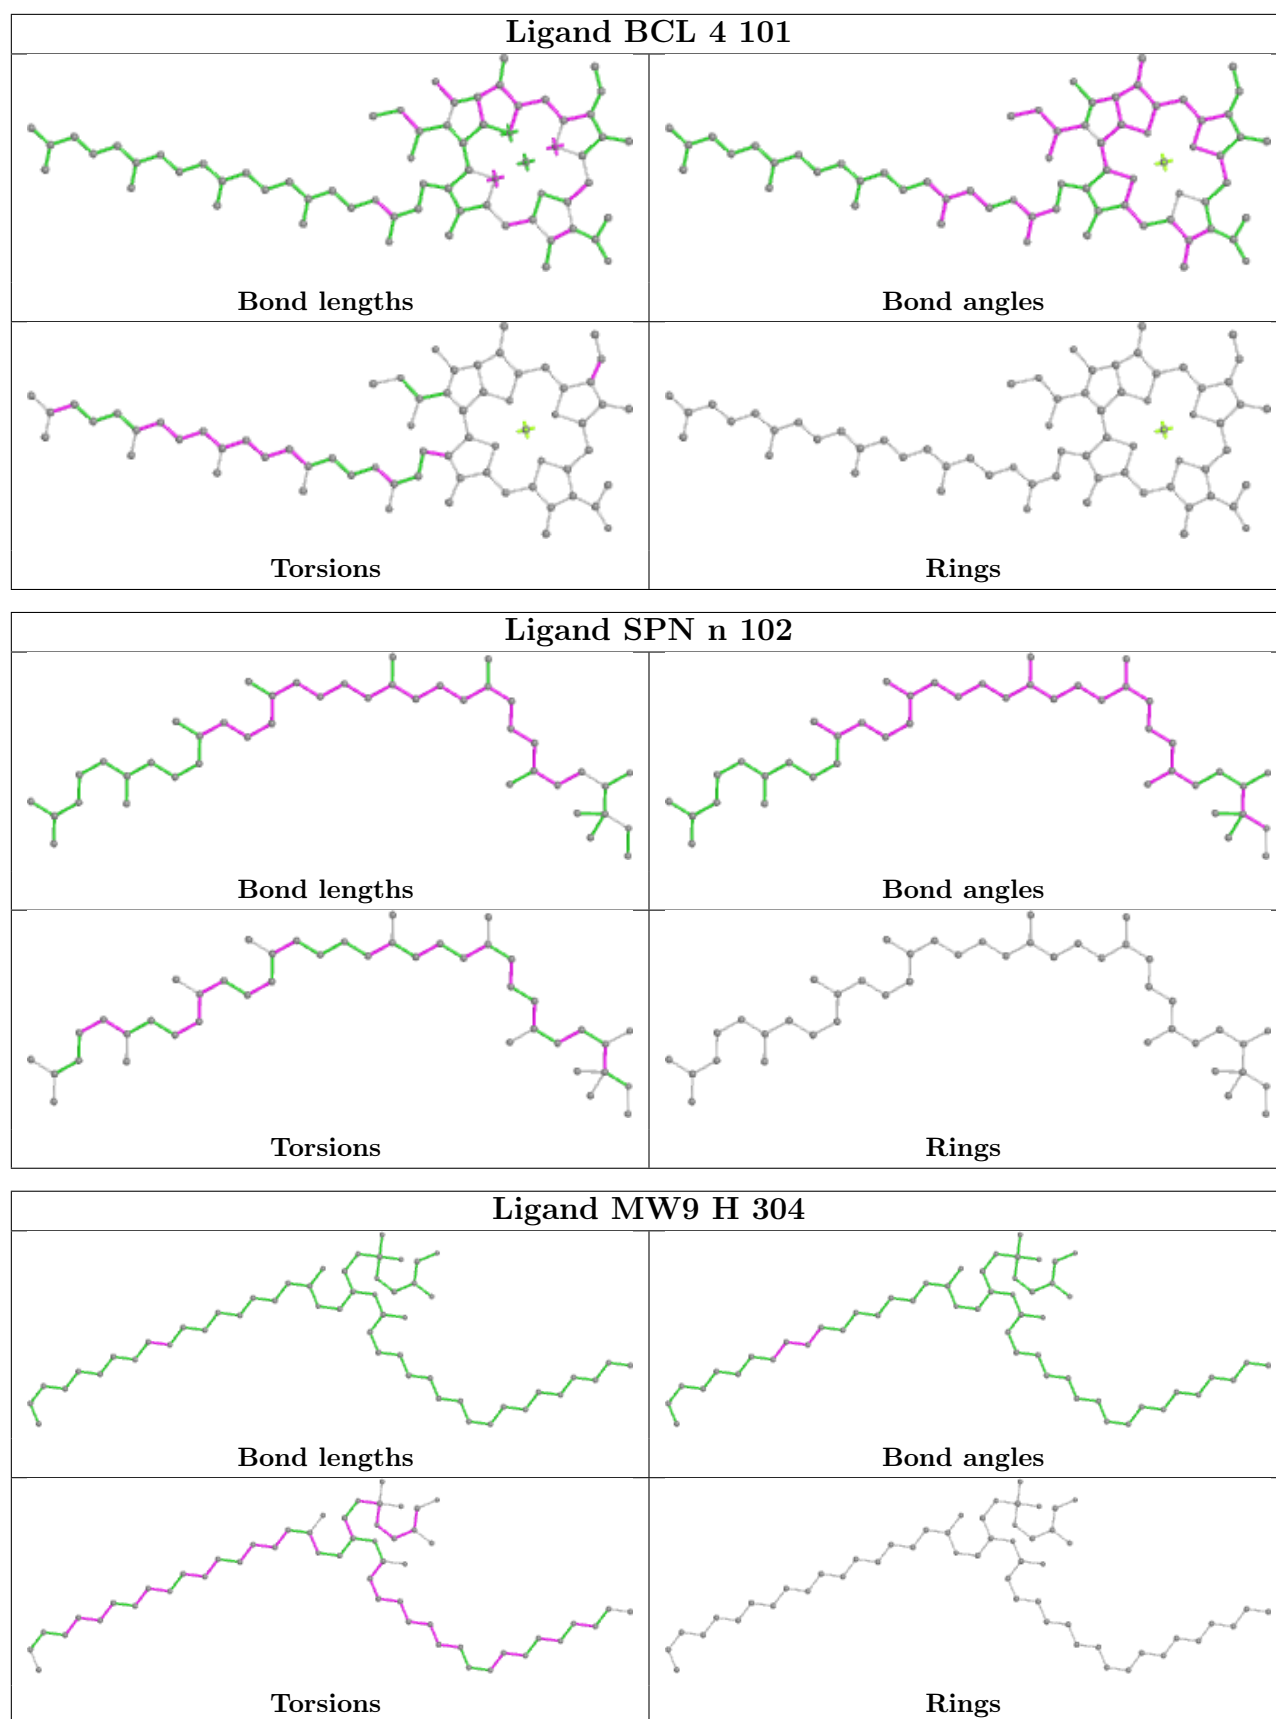 Ligand BCL 4 101
Bond lengths
Bond angles
Torsions
Rings
Ligand SPN n 102
Bond lengths
Bond angles
Torsions
Rings
Ligand MW9 H 304
Bond lengths
Bond angles
Torsions
Rings